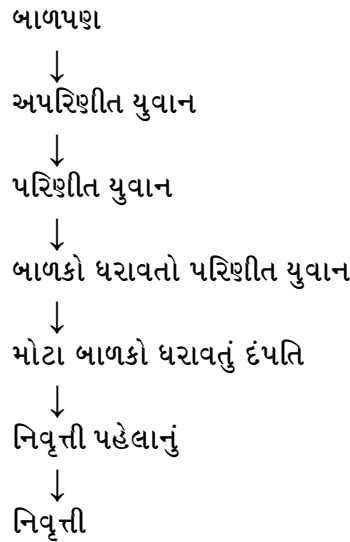 બાળપણ
↓
અપરિણીત યુવાન
↓
પરિણીત યુવાન
↓
બાળકો ધરાવતો પરિણીત યુવાન
↓
મોટા બાળકો ધરાવતું દંપતિ
↓
નિવૃત્તી પહેલાનું
↓
નિવૃત્તી